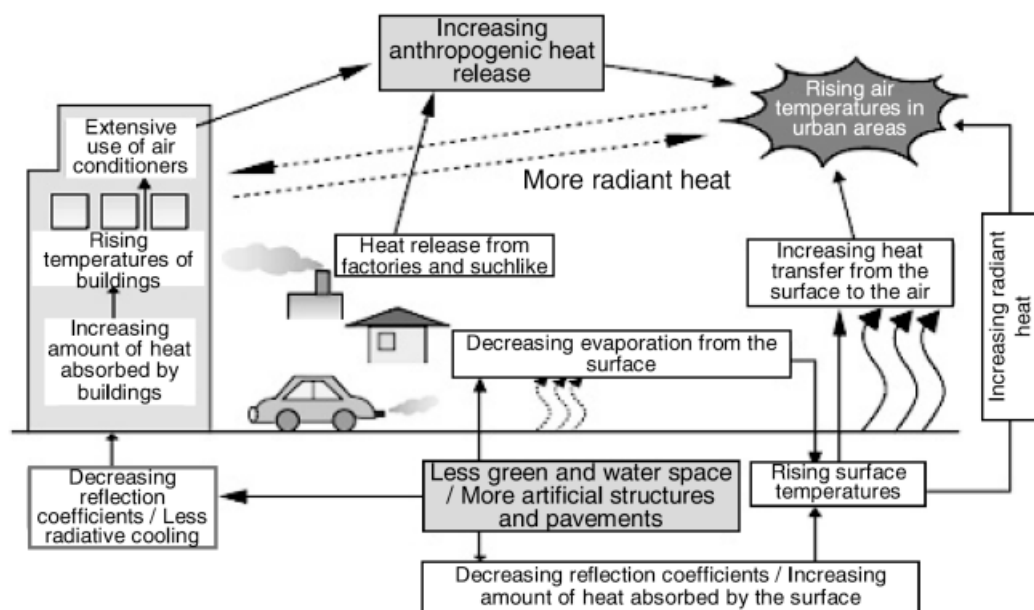 Increasing
anthropogenic heat
release
Rising air
temperatures in
urban areas
Extensive
use of air
conditioners
More radiant heat
Rising
temperatures of
buildings
Heat release from
factories and suchlike
Increasing heat
transfer from the
surface to the air
Increasing radiant
heat
Increasing
amount of heat
absorbed by
buildings
Decreasing evaporation from the
surface
Decreasing
reflection
coefficients / Less
radiative cooling
Less green and water space
/ More artificial structures
and pavements
Rising surface
temperatures
Decreasing reflection coefficients / Increasing
amount of heat absorbed by the surface